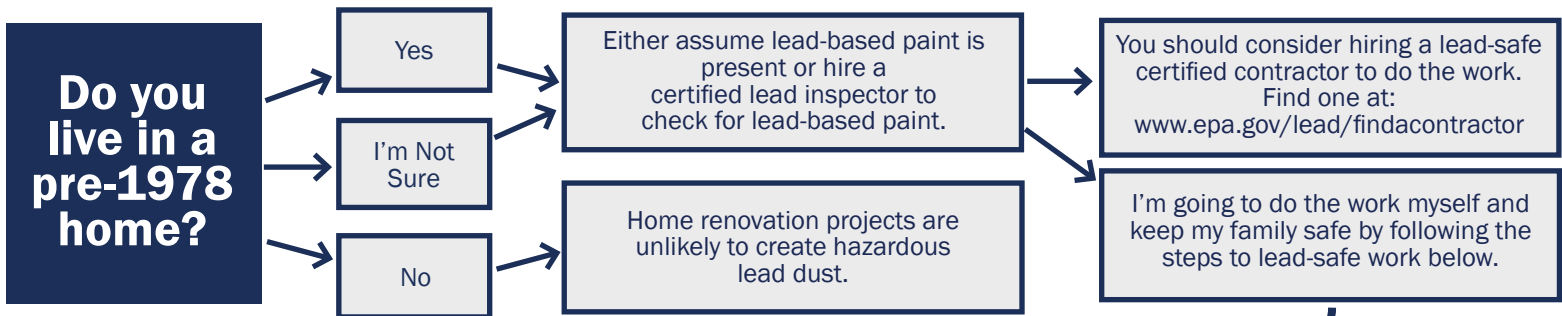 Do you
live in a
pre-1978
home?
Yes
I'm Not
Sure
No
Either assume lead-based paint is
present or hire a
certified lead inspector to
check for lead-based paint.
Home renovation projects are
unlikely to create hazardous
lead dust.
You should consider hiring a lead-safe
certified contractor to do the work.
Find one at:
www.epa.gov/lead/findacontractor
I'm going to do the work myself and
keep my family safe by following the
steps to lead-safe work below.